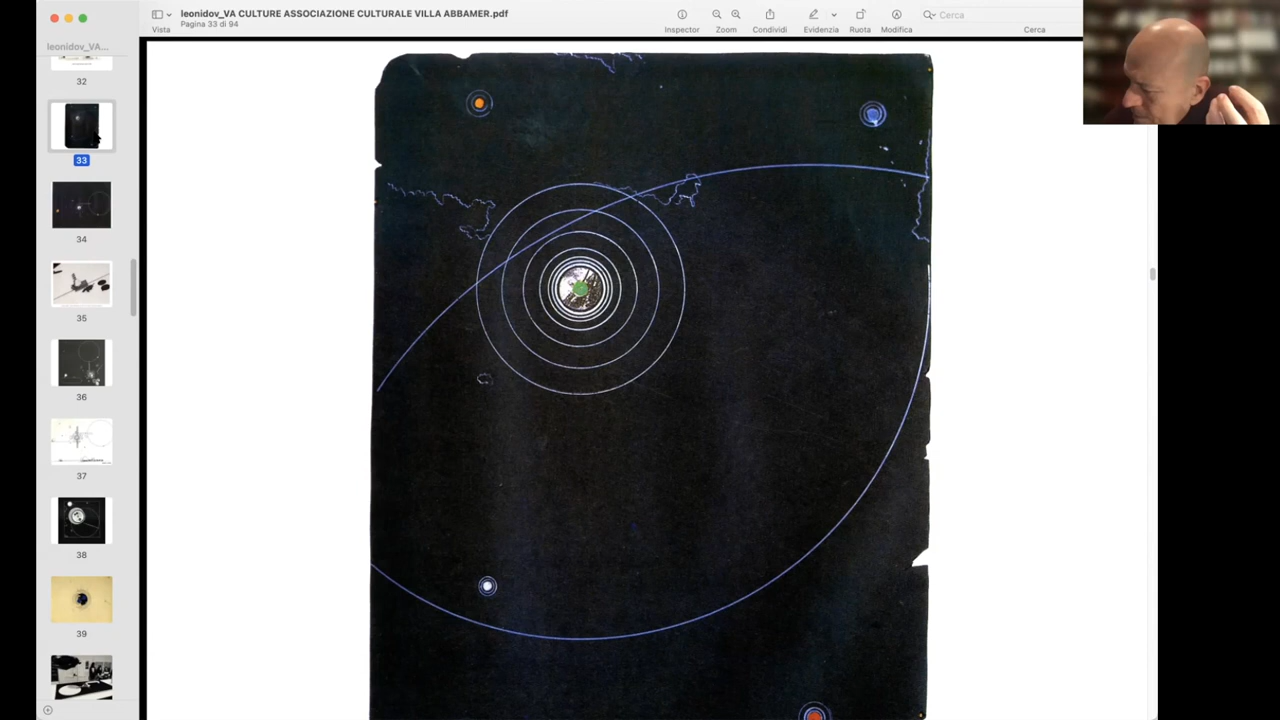 leonidov_VA CULTURE ASSOCIAZIONE CULTURALE VILLA ABBAMER.pdf
Pagina 33 di 94
Vista
Inspector
Zoom
Condividi
Evidenzia
Ruota
Modifica
Cerca
Cerca
leonidov_VA...
32
33
34
35
36
37
38
39